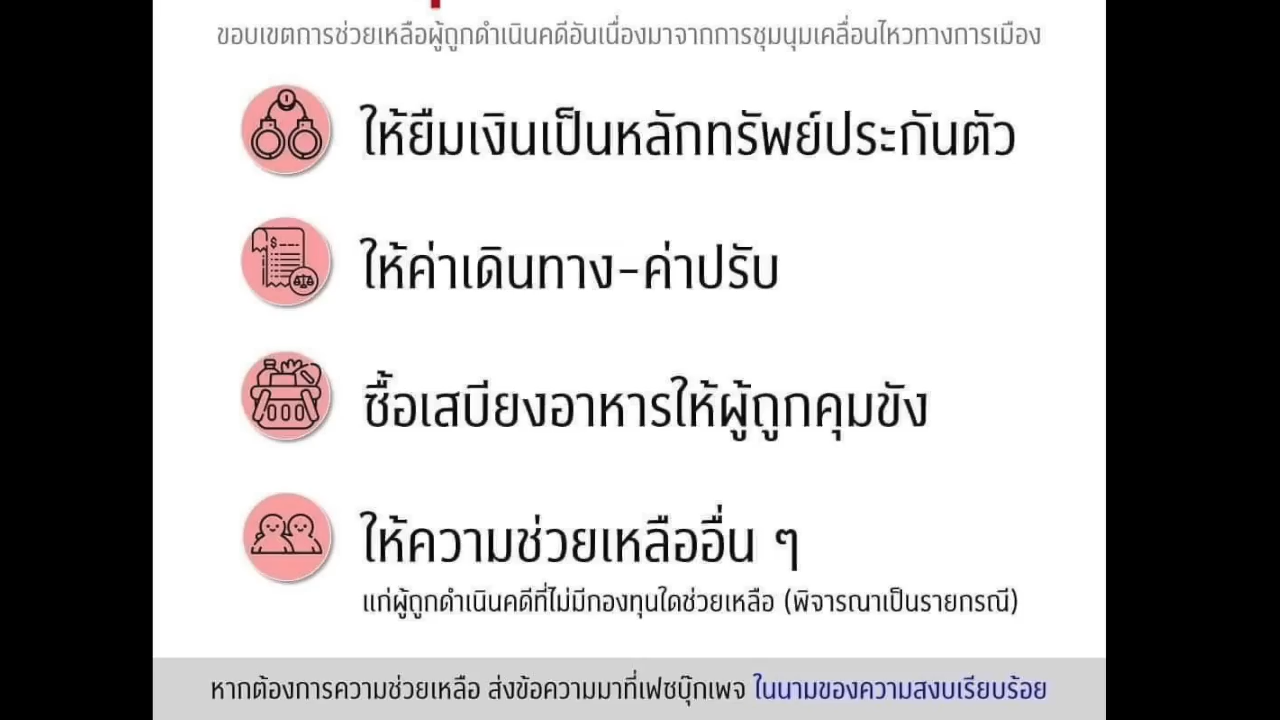 ขอบเขตการช่วยเหลือผู้ถูกดำเนินคดีอันเนื่องมาจากการชุมนุมเคลื่อนไหวทางการเมือง
ให้ยืมเงินเป็นหลักทรัพย์ประกันตัว
ให้ค่าเดินทาง-ค่าปรับ
ซื้อเสบียงอาหารให้ผู้ถูกคุมขัง
ให้ความช่วยเหลืออื่น ๆ
แก่ผู้ถูกดำเนินคดีที่ไม่มีกองทุนใดช่วยเหลือ (พิจารณาเป็นรายกรณี)
หากต้องการความช่วยเหลือ ส่งข้อความมาที่เฟซบุ๊กเพจ ในนามของความสงบเรียบร้อย